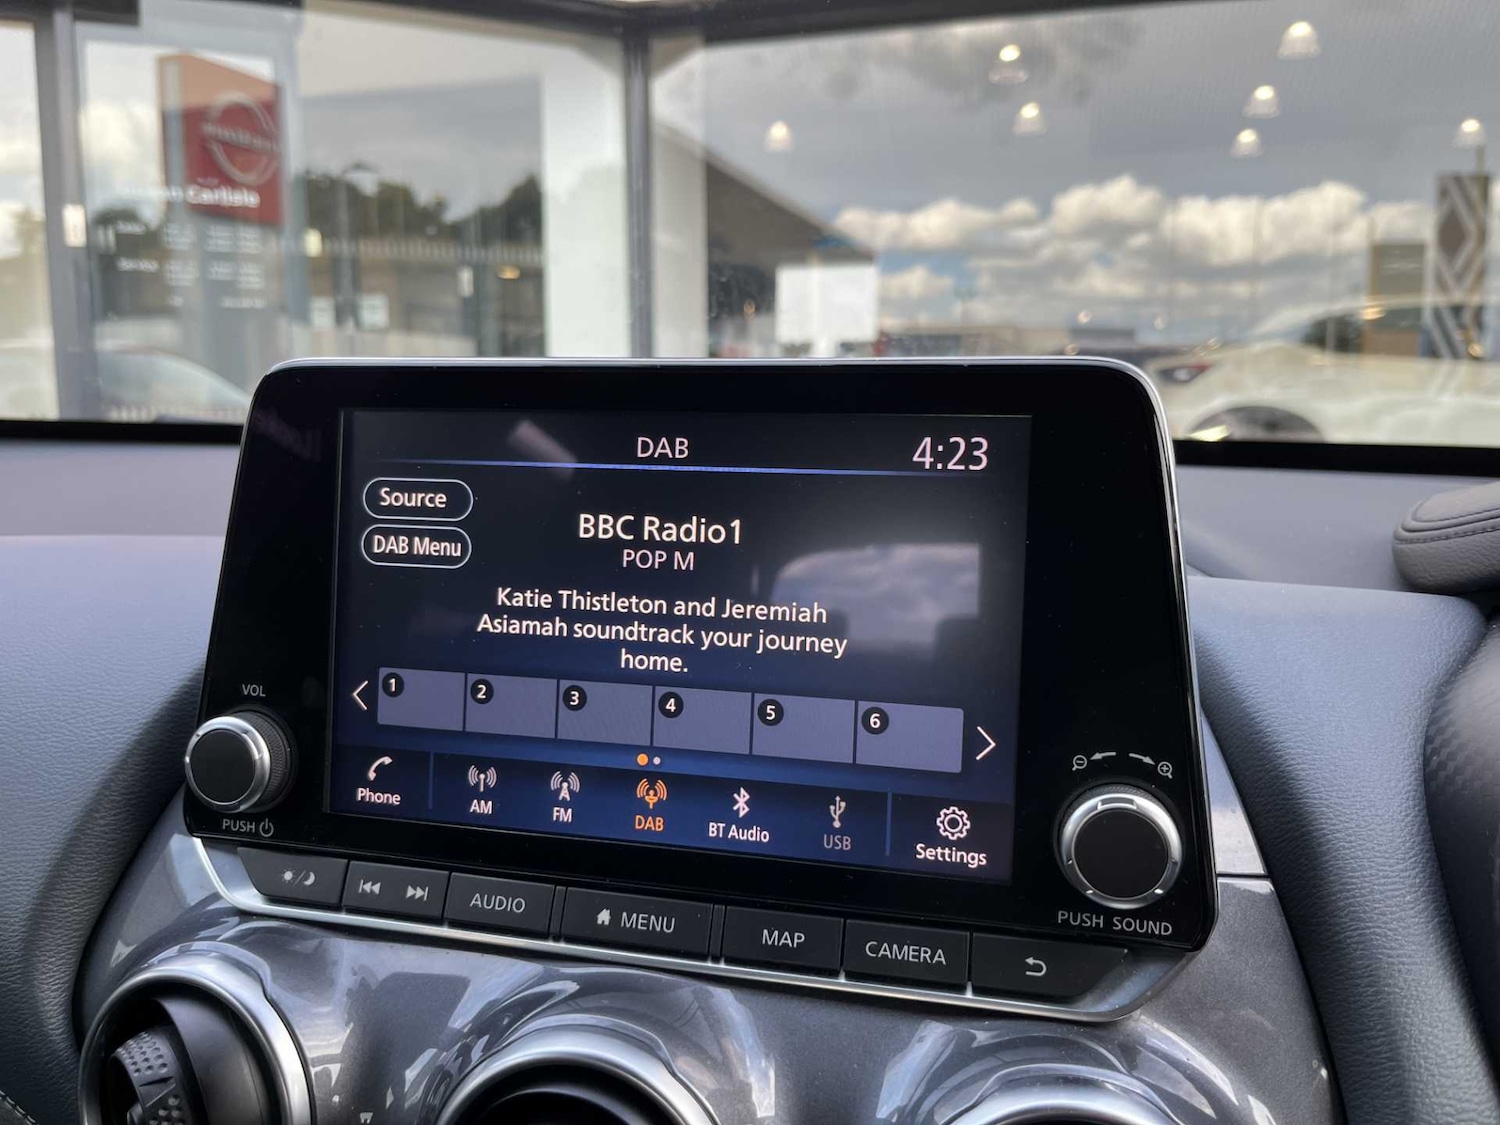 Carlisle
DAB
4:23
Source
DAB Menu
BBC Radio1
POP M
Katie Thistleton and Jeremiah
Asiamah soundtrack your journey
home.
1 2 3 4 5 6
Phone
AM
FM
DAB
BT Audio
USB
Settings
VOL
PUSH
PUSH SOUND
AUDIO
MENU
MAP
CAMERA